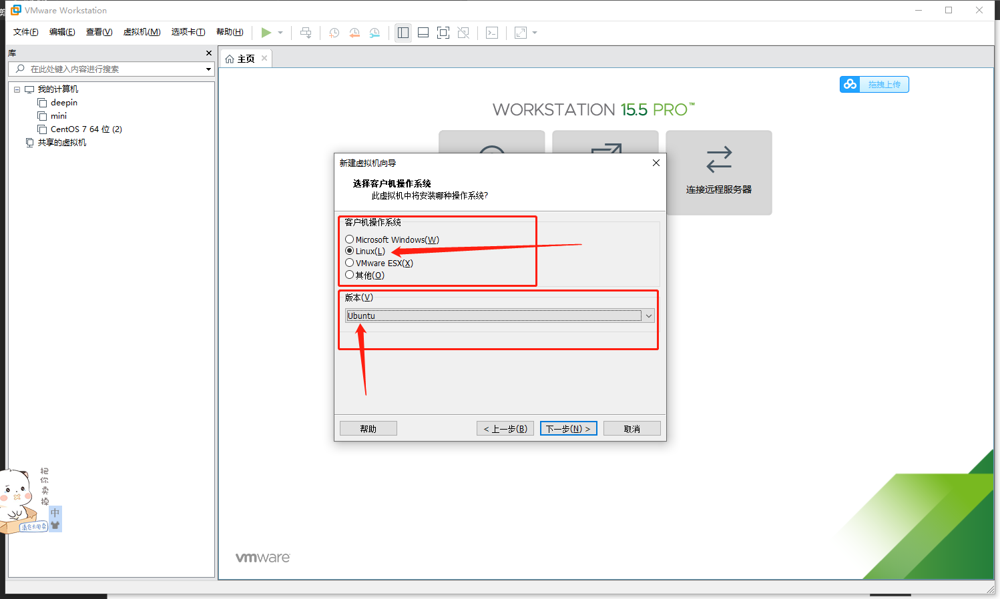 VMware Workstation
文件(F) 编辑(E) 查看(V) 虚拟机(M) 选项卡(T) 帮助(H)
库
在此处键入内容进行搜索
我的计算机
deepin
mini
CentOS 7 64 位 (2)
共享的虚拟机
主页
拖拽上传
WORKSTATION 15.5 PRO™
连接远程服务器
新建虚拟机向导
选择客户机操作系统
此虚拟机中将安装哪种操作系统?
客户机操作系统
Microsoft Windows(W)
Linux(L)
VMware ESX(X)
其他(O)
版本(V)
Ubuntu
帮助
< 上一步(B)
下一步(N) >
取消
把你卖掉
中
vmware